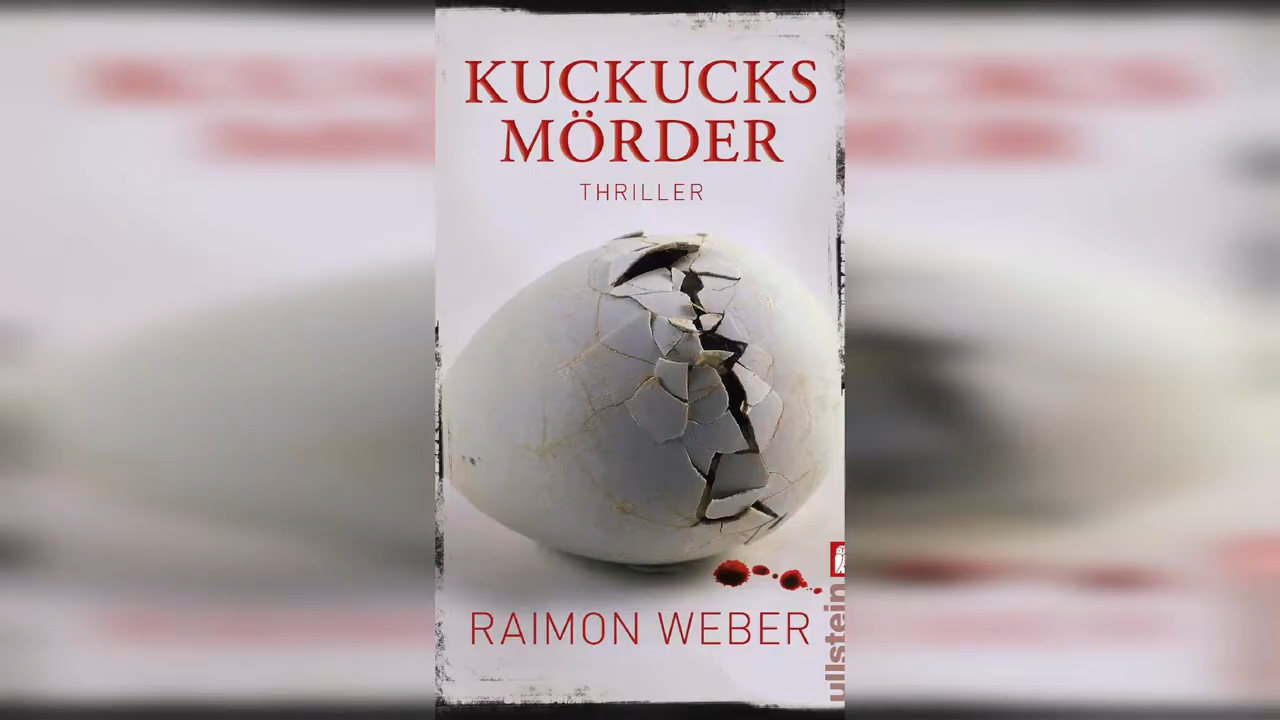 KUCKUCKS
MÖRDER
THRILLER
RAIMON WEBER
ullstein